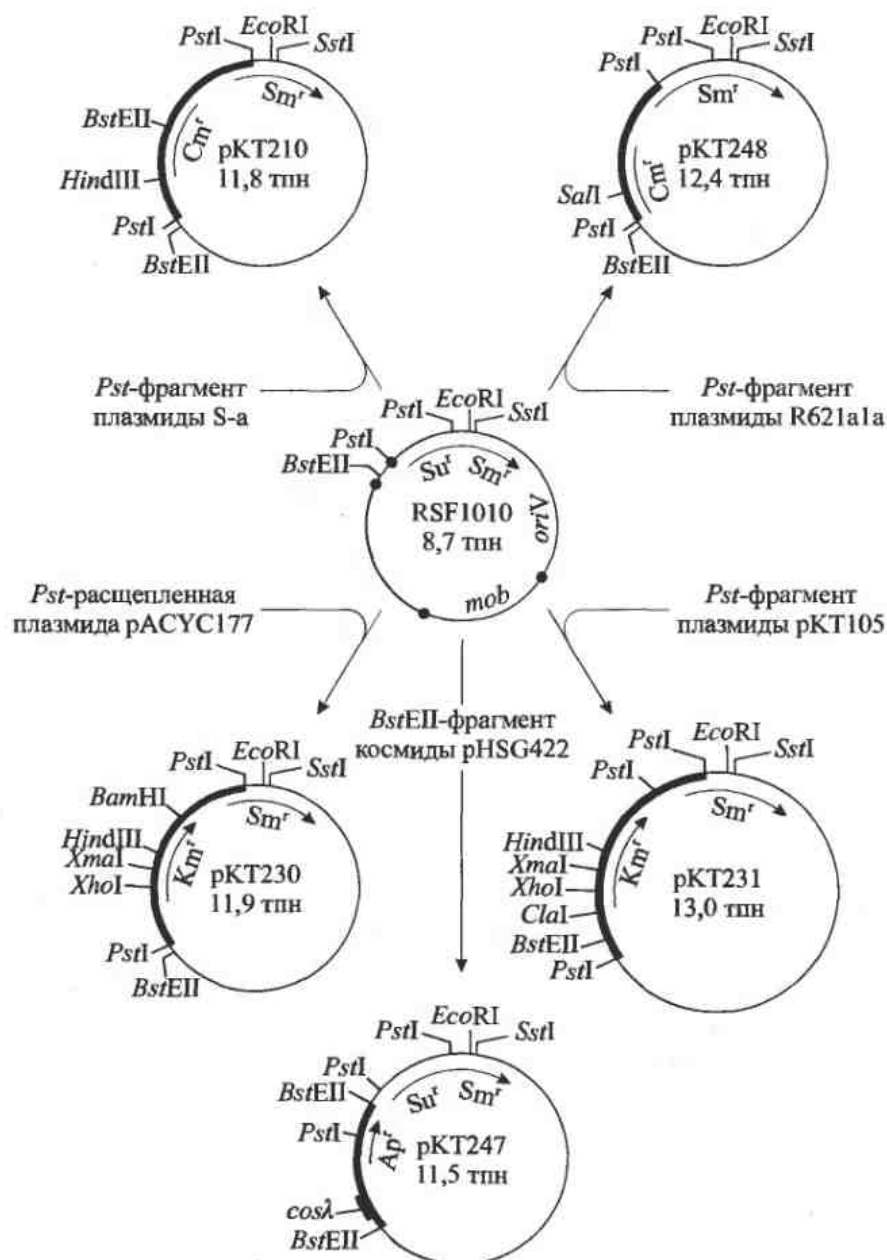 EcoRI
PstI
SstI
Smʳ
BstEII
Cmʳ
pKT210
11,8 тпн
HindIII
PstI
BstEII
EcoRI
PstI
SstI
PstI
Smʳ
pKT248
12,4 тпн
Cmʳ
SalI
PstI
BstEII
Pst-фрагмент
плазмиды S-a
Pst-фрагмент
плазмиды R621a1a
EcoRI
PstI
SstI
PstI
BstEII
Suʳ Smʳ
RSF1010
8,7 тпн
oriV
mob
Pst-расщепленная
плазмида pACYC177
Pst-фрагмент
плазмиды pKT105
BstEII-фрагмент
космиды pHSG422
EcoRI
PstI
SstI
BamHI
Smʳ
HindIII
XmaI
XhoI
Kmʳ
pKT230
11,9 тпн
PstI
BstEII
EcoRI
PstI
SstI
PstI
Smʳ
HindIII
XmaI
XhoI
ClaI
Kmʳ
pKT231
13,0 тпн
BstEII
PstI
EcoRI
PstI
SstI
PstI
BstEII
Suʳ Smʳ
PstI
Apʳ
pKT247
11,5 тпн
cosλ
BstEII